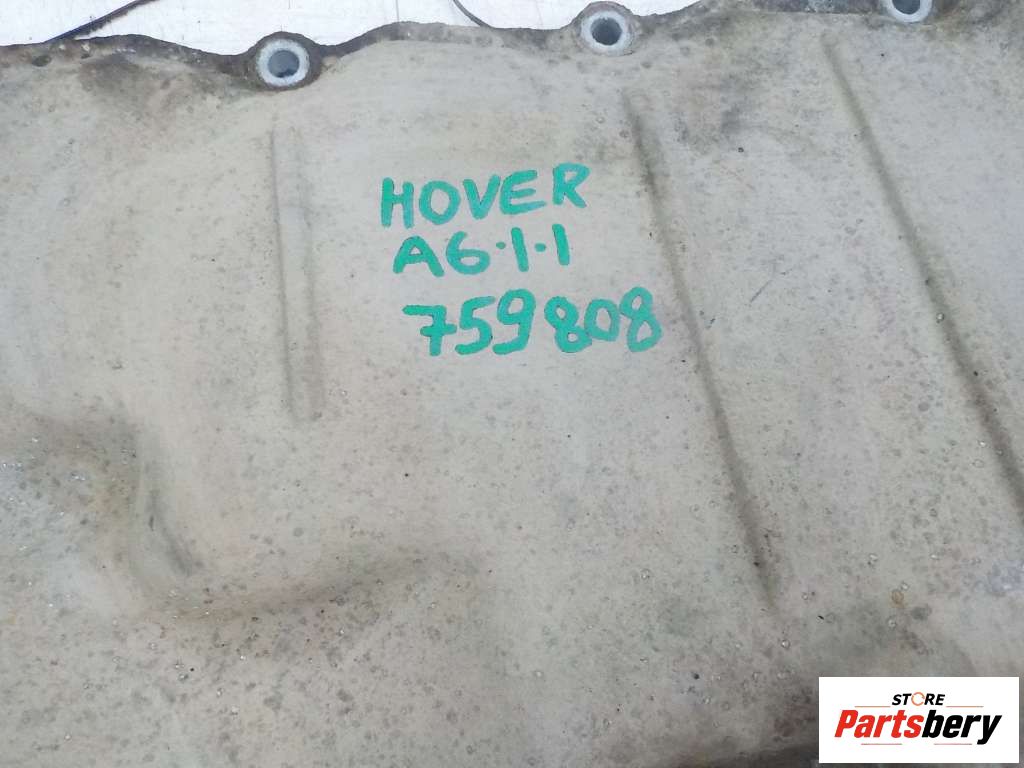 HOVER
A6.1.1
759808
STORE
Partsbery